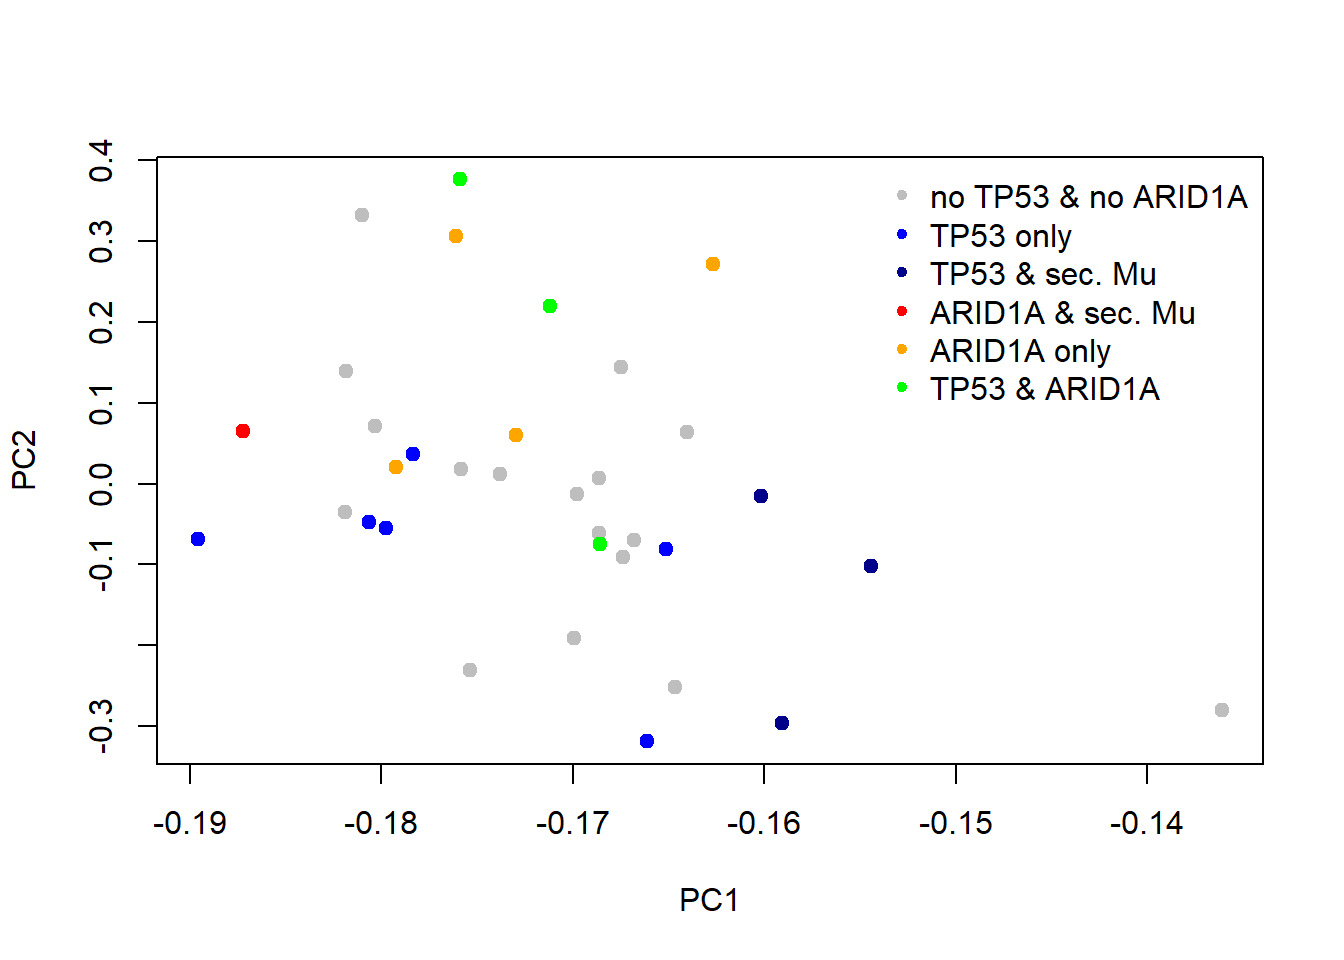 no TP53 & no ARID1A
TP53 only
TP53 & sec. Mu
ARID1A & sec. Mu
ARID1A only
TP53 & ARID1A
PC2
0.4
0.3
0.2
0.1
0.0
-0.1
-0.3
-0.19 -0.18 -0.17 -0.16 -0.15 -0.14
PC1